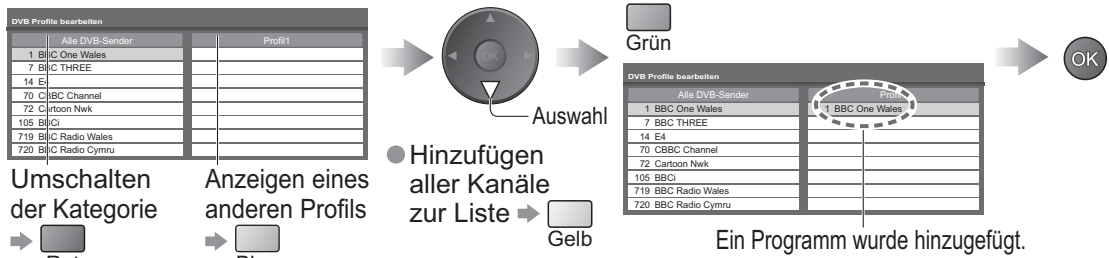 DVB Profile bearbeiten
Alle DVB-Sender Profil1
1 BBC One Wales
7 BBC THREE
14 E4
70 CBBC Channel
72 Cartoon Nwk
105 BBCi
719 BBC Radio Wales
720 BBC Radio Cymru
Umschalten
der Kategorie
Anzeigen eines
anderen Profils
OK
Auswahl
Hinzufügen
aller Kanäle
zur Liste
Gelb
Grün
DVB Profile bearbeiten
Alle DVB-Sender
1 BBC One Wales 1 BBC One Wales
7 BBC THREE
14 E4
70 CBBC Channel
72 Cartoon Nwk
105 BBCi
719 BBC Radio Wales
720 BBC Radio Cymru
Ein Programm wurde hinzugefügt.
OK